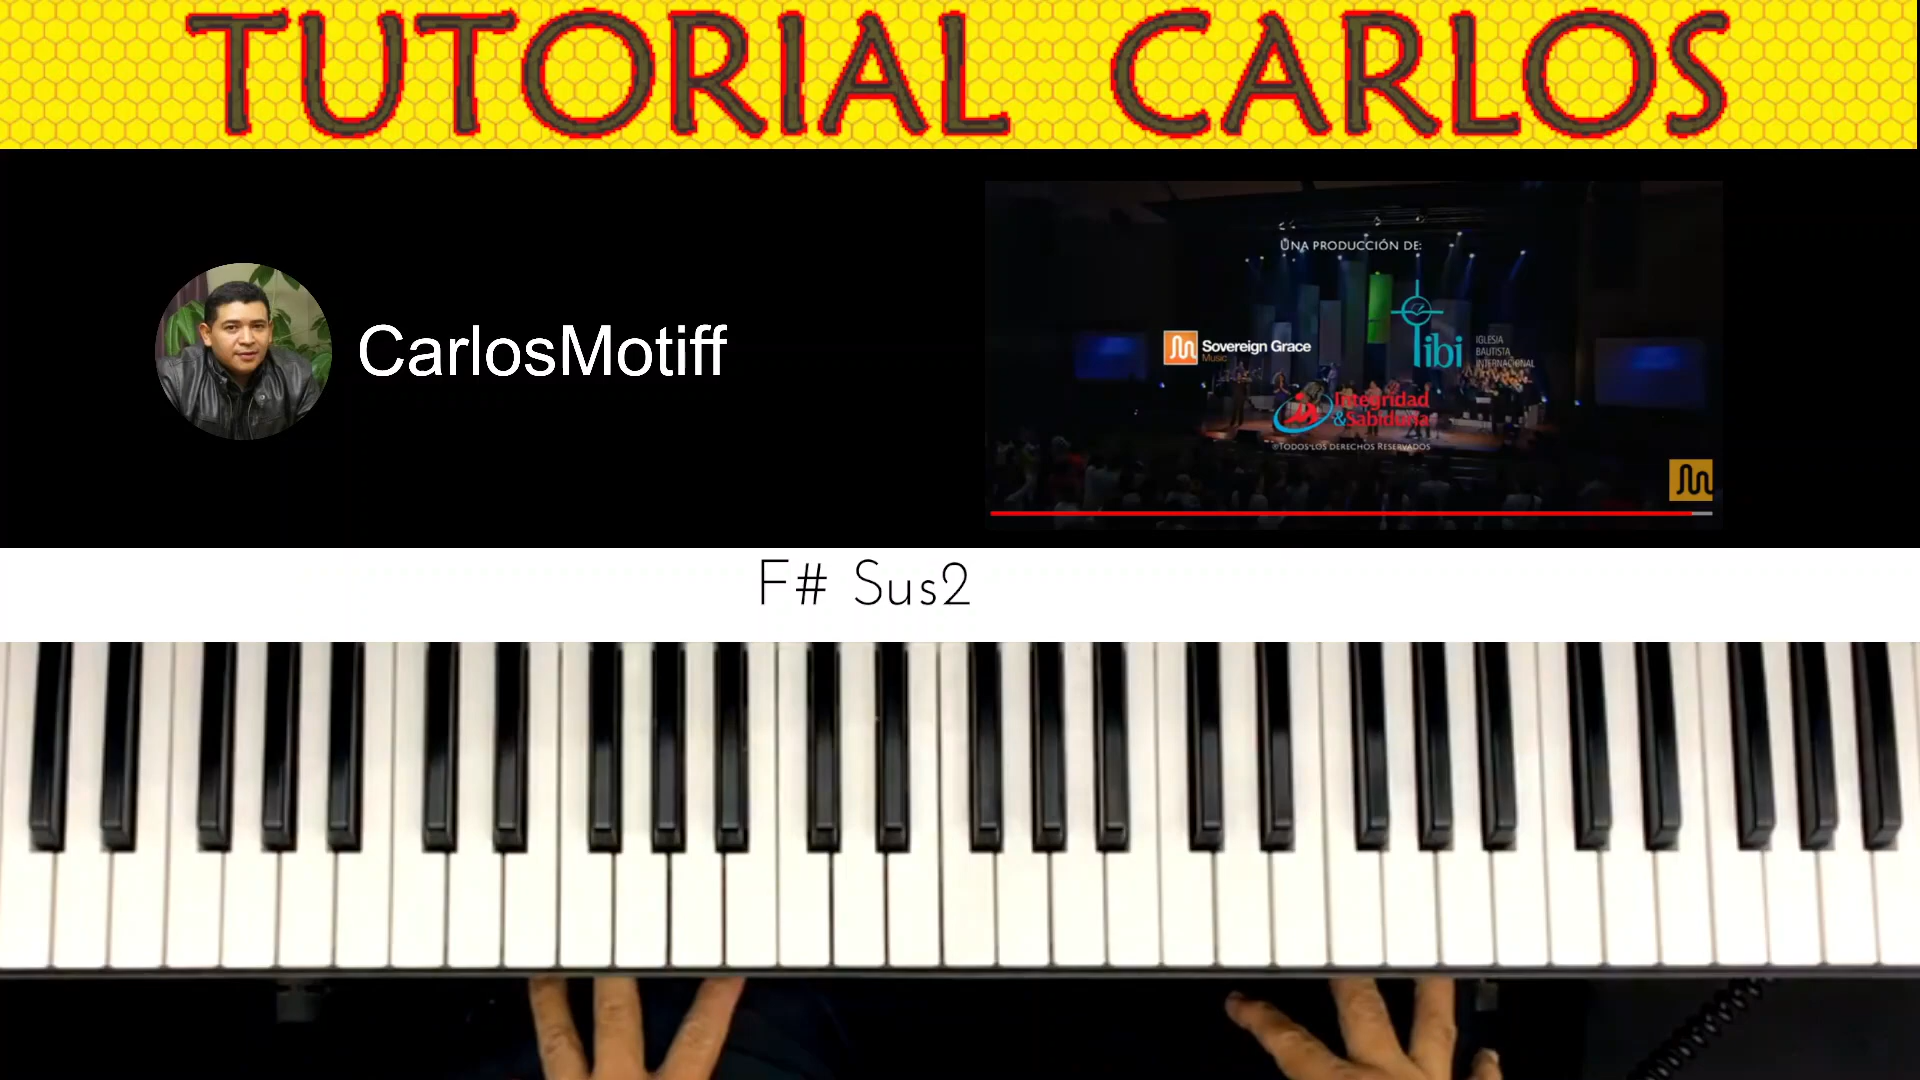 TUTORIAL CARLOS
CarlosMotiff
UNA PRODUCCIÓN DE:
Sovereign Grace
Music
ibi
IGLESIA
BAUTISTA
INTERNACIONAL
Integridad
&Sabiduría
©TODOS LOS DERECHOS RESERVADOS
F# Sus2